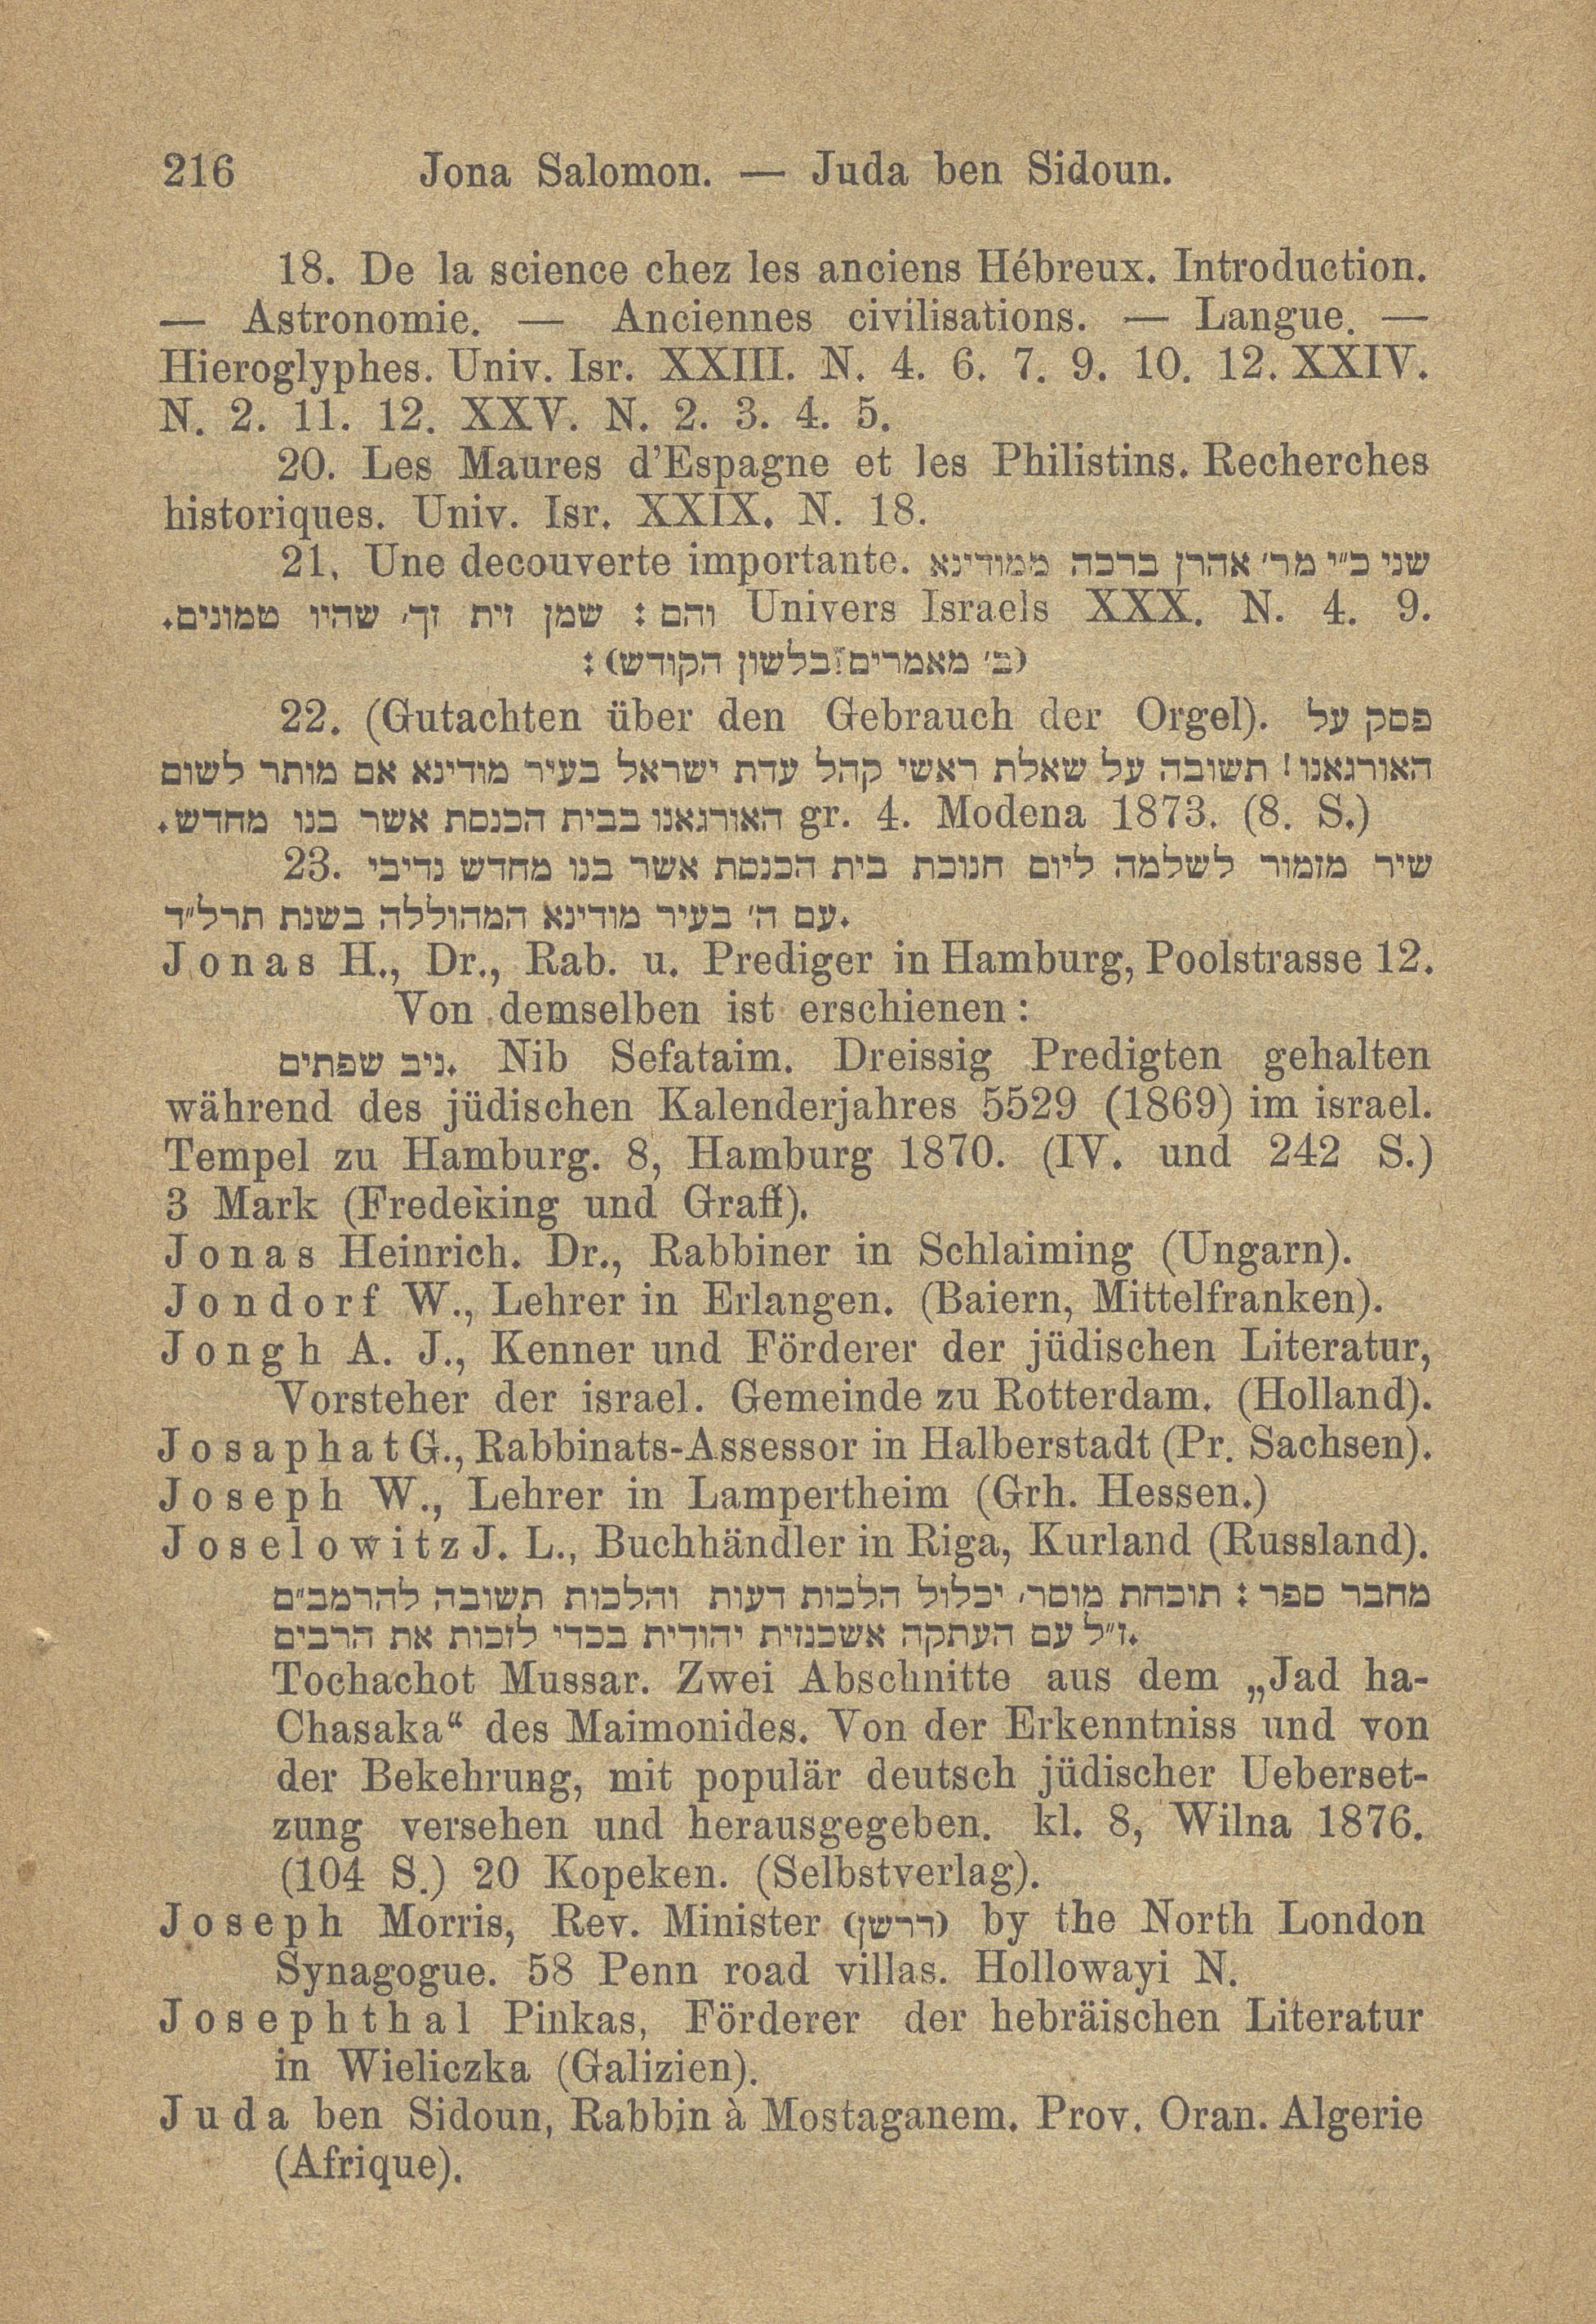 216 Jona Salomon. — Juda ben Sidoun.
18. De la science chez les anciens Hébreux. Introduction.
— Astronomie. — Anciennes civilisations. — Langue. —
Hieroglyphes. Univ. Isr. XXIII. N. 4. 6. 7. 9. 10. 12. XXIV.
N. 2. 11. 12. XXV. N. 2. 3. 4. 5.
20. Les Maures d'Espagne et les Philistins. Recherches
historiques. Univ. Isr. XXIX. N. 18.
21. Une decouverte importante. שני כ״י מר׳ אהרן ברכה ממודינא
והם : שמן זית זך, שהיו טמונים. Univers Israels XXX. N. 4. 9.
(ב׳ מאמרים בלשון הקודש) :
22. (Gutachten über den Gebrauch der Orgel). פסק על
האורגאנו ! תשובה על שאלת ראשי קהל עדת ישראל בעיר מודינא אם מותר לשום
האורגאנו בבית הכנסת אשר בנו מחדש. gr. 4. Modena 1873. (8. S.)
23. שיר מזמור לשלמה ליום חנוכת בית הכנסת אשר בנו מחדש נדיבי
עם ה׳ בעיר מודינא המהוללה בשנת תרל״ד.
Jonas H., Dr., Rab. u. Prediger in Hamburg, Poolstrasse 12.
Von demselben ist erschienen :
ניב שפתים. Nib Sefataim. Dreissig Predigten gehalten
während des jüdischen Kalenderjahres 5529 (1869) im israel.
Tempel zu Hamburg. 8, Hamburg 1870. (IV. und 242 S.)
3 Mark (Fredeking und Graff).
Jonas Heinrich. Dr., Rabbiner in Schlaiming (Ungarn).
Jondorf W., Lehrer in Erlangen. (Baiern, Mittelfranken).
Jongh A. J., Kenner und Förderer der jüdischen Literatur,
Vorsteher der israel. Gemeinde zu Rotterdam. (Holland).
Josaphat G., Rabbinats-Assessor in Halberstadt (Pr. Sachsen).
Joseph W., Lehrer in Lampertheim (Grh. Hessen.)
Joselowitz J. L., Buchhändler in Riga, Kurland (Russland).
מחבר ספר : תוכחת מוסר, יכלול הלכות דעות והלכות תשובה להרמב״ם
ז״ל עם העתקה אשכנזית יהודית בכדי לזכות את הרבים.
Tochachot Mussar. Zwei Abschnitte aus dem „Jad ha-
Chasaka“ des Maimonides. Von der Erkenntniss und von
der Bekehrung, mit populär deutsch jüdischer Ueberset-
zung versehen und herausgegeben. kl. 8, Wilna 1876.
(104 S.) 20 Kopeken. (Selbstverlag).
Joseph Morris, Rev. Minister (דרשן) by the North London
Synagogue. 58 Penn road villas. Hollowayi N.
Josephthal Pinkas, Förderer der hebräischen Literatur
in Wieliczka (Galizien).
Juda ben Sidoun, Rabbin à Mostaganem. Prov. Oran. Algerie
(Afrique).